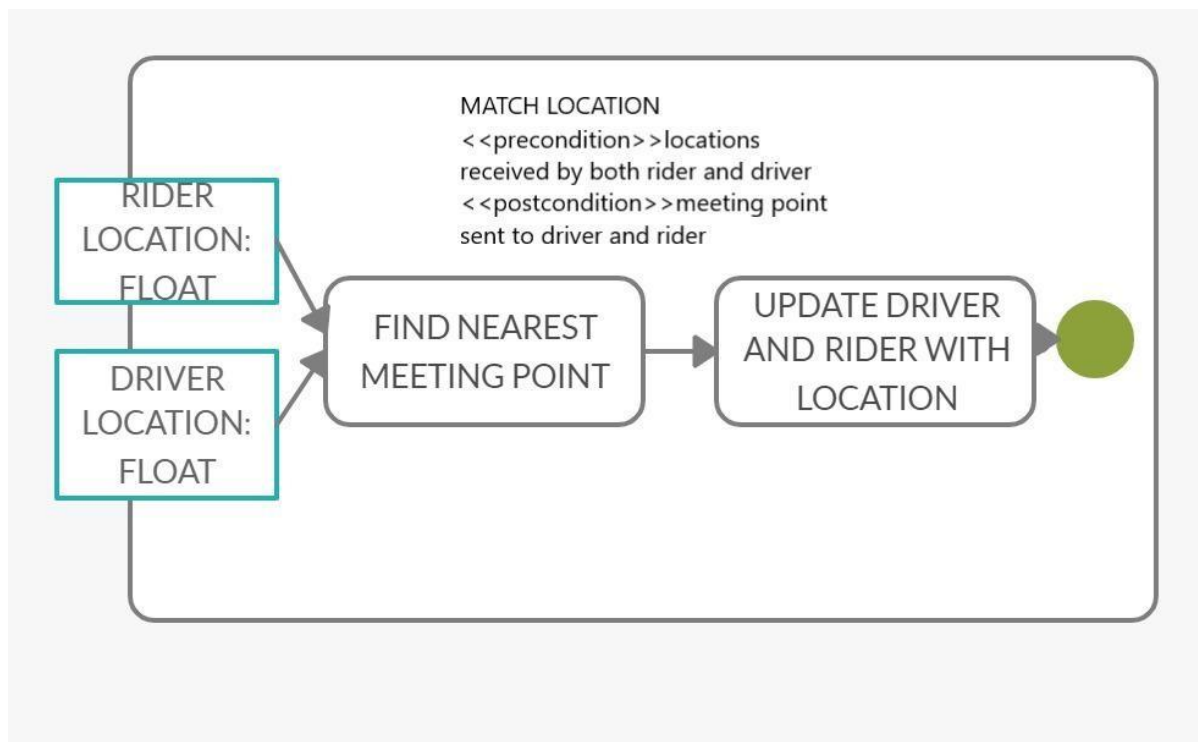 MATCH LOCATION
<<precondition>>locations
received by both rider and driver
<<postcondition>>meeting point
sent to driver and rider
RIDER
LOCATION:
FLOAT
DRIVER
LOCATION:
FLOAT
FIND NEAREST
MEETING POINT
UPDATE DRIVER
AND RIDER WITH
LOCATION